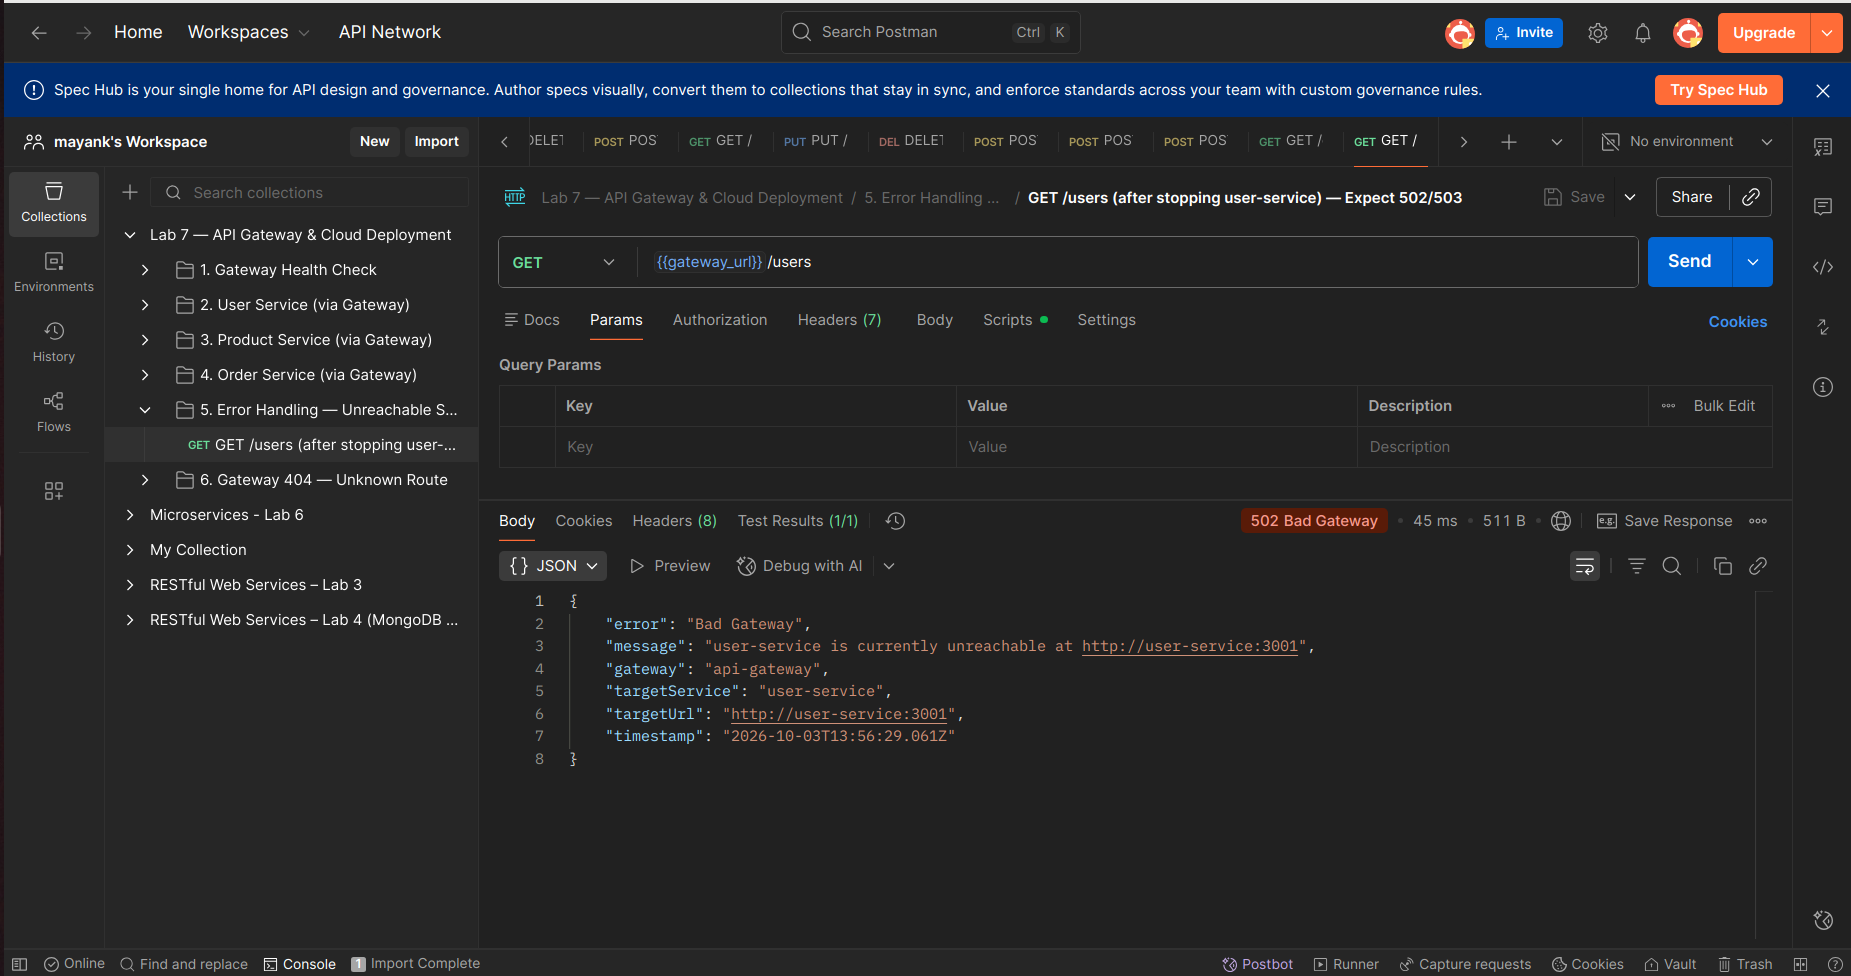 Home Workspaces API Network Search Postman Ctrl K Invite Upgrade
Spec Hub is your single home for API design and governance. Author specs visually, convert them to collections that stay in sync, and enforce standards across your team with custom governance rules. Try Spec Hub
mayank's Workspace New Import
DELET POST POS GET GET / PUT PUT / DEL DELET POST POS POST POS POST POS GET GET / GET GET / No environment
Collections
Environments
History
Flows
Search collections
Lab 7 — API Gateway & Cloud Deployment
1. Gateway Health Check
2. User Service (via Gateway)
3. Product Service (via Gateway)
4. Order Service (via Gateway)
5. Error Handling — Unreachable S...
GET GET /users (after stopping user-...
6. Gateway 404 — Unknown Route
Microservices - Lab 6
My Collection
RESTful Web Services – Lab 3
RESTful Web Services – Lab 4 (MongoDB ...
HTTP Lab 7 — API Gateway & Cloud Deployment / 5. Error Handling ... / GET /users (after stopping user-service) — Expect 502/503 Save Share
GET {{gateway_url}} /users Send
Docs Params Authorization Headers (7) Body Scripts Settings Cookies
Query Params
Key Value Description Bulk Edit
Key Value Description
Body Cookies Headers (8) Test Results (1/1) 502 Bad Gateway 45 ms 511 B e.g. Save Response
{} JSON Preview Debug with AI
1 {
2 "error": "Bad Gateway",
3 "message": "user-service is currently unreachable at http://user-service:3001",
4 "gateway": "api-gateway",
5 "targetService": "user-service",
6 "targetUrl": "http://user-service:3001",
7 "timestamp": "2026-10-03T13:56:29.061Z"
8 }
Online Find and replace Console 1 Import Complete Postbot Runner Capture requests Cookies Vault Trash